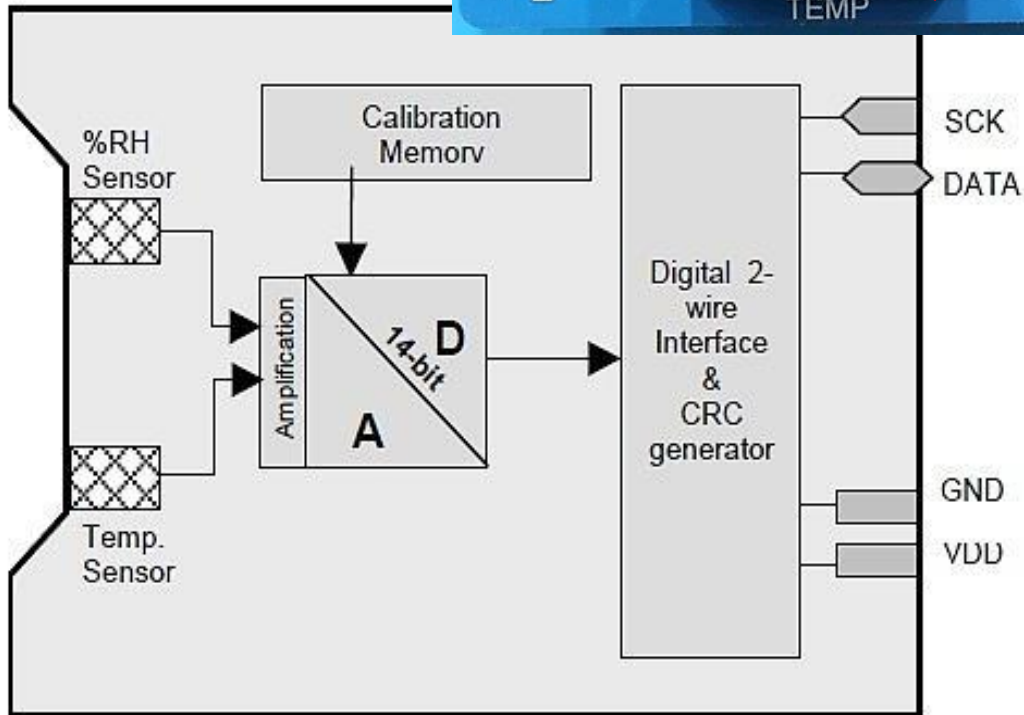 TEMP
Calibration
Memory
%RH
Sensor
SCK
DATA
Digital 2-
wire
Interface
&
CRC
generator
Amplification
14-bit
D
A
GND
VDD
Temp.
Sensor